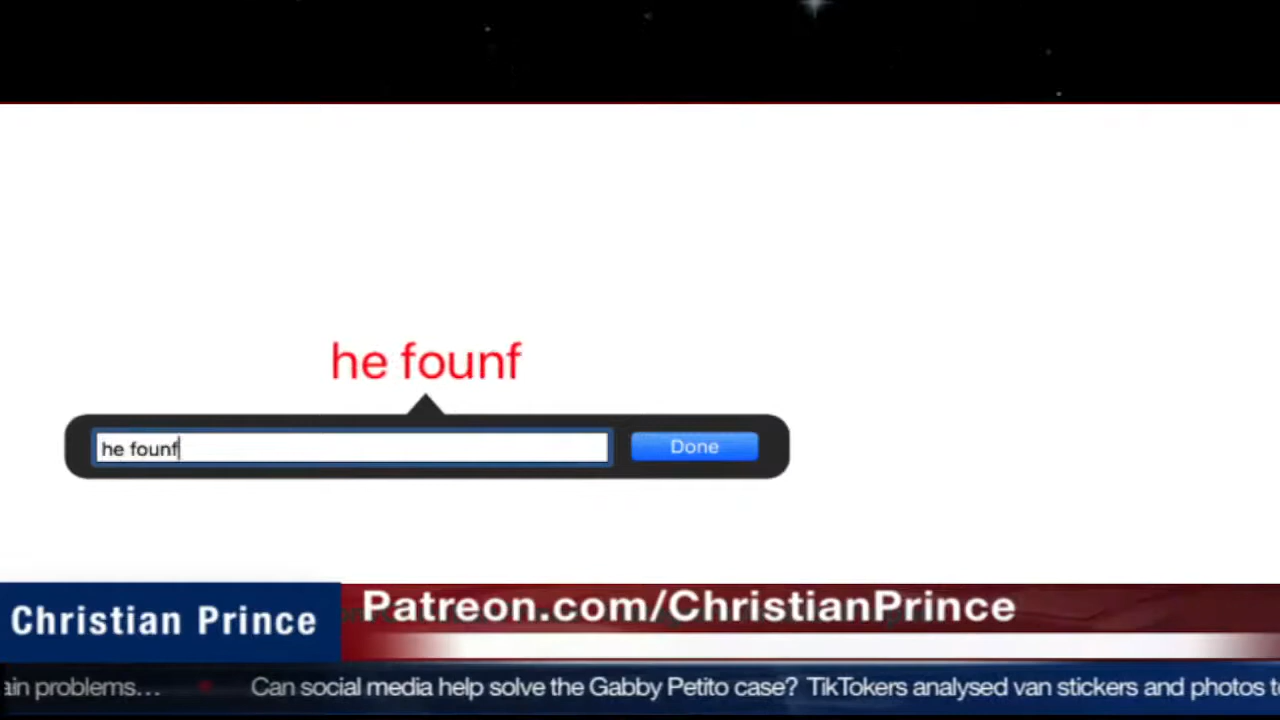 he founf
he founf
Done
Christian Prince
Patreon.com/ChristianPrince
ain problems… Can social media help solve the Gabby Petito case? TikTokers analysed van stickers and photos t